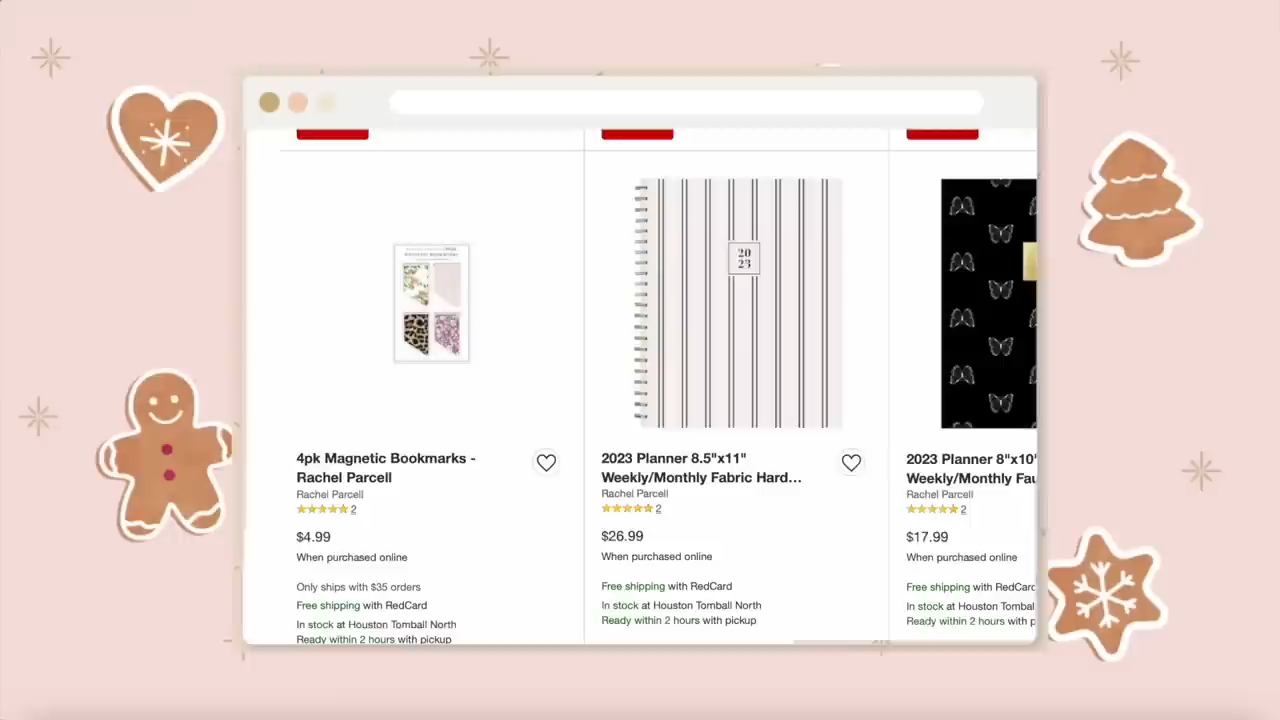 20
23
4pk Magnetic Bookmarks -
Rachel Parcell
Rachel Parcell
2
$4.99
When purchased online
Only ships with $35 orders
Free shipping with RedCard
In stock at Houston Tomball North
Ready within 2 hours with pickup
2023 Planner 8.5"x11"
Weekly/Monthly Fabric Hard...
Rachel Parcell
2
$26.99
When purchased online
Free shipping with RedCard
In stock at Houston Tomball North
Ready within 2 hours with pickup
2023 Planner 8"x10"
Weekly/Monthly Fau
Rachel Parcell
2
$17.99
When purchased online
Free shipping with RedCard
In stock at Houston Tombal
Ready within 2 hours with p